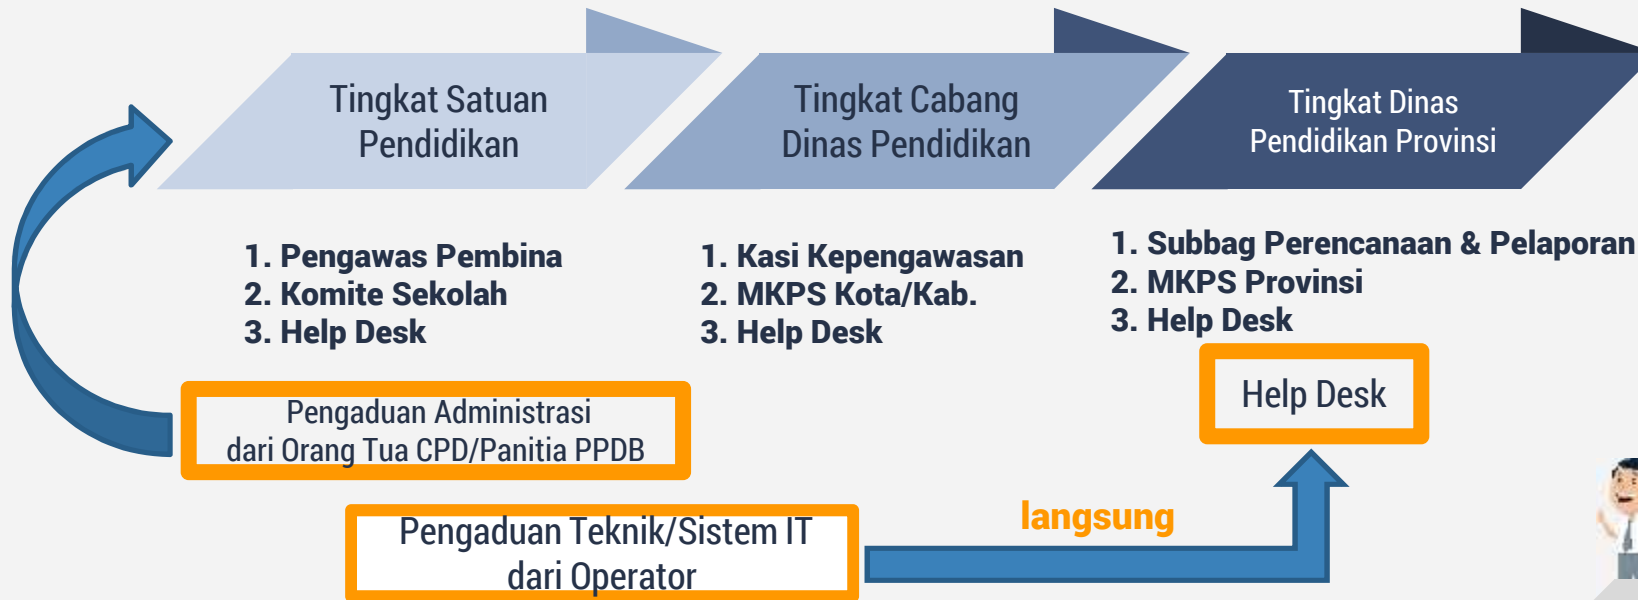 Tingkat Satuan
Pendidikan
Tingkat Cabang
Dinas Pendidikan
Tingkat Dinas
Pendidikan Provinsi
1. Pengawas Pembina
2. Komite Sekolah
3. Help Desk
1. Kasi Kepengawasan
2. MKPS Kota/Kab.
3. Help Desk
1. Subbag Perencanaan & Pelaporan
2. MKPS Provinsi
3. Help Desk
Help Desk
Pengaduan Administrasi
dari Orang Tua CPD/Panitia PPDB
langsung
Pengaduan Teknik/Sistem IT
dari Operator